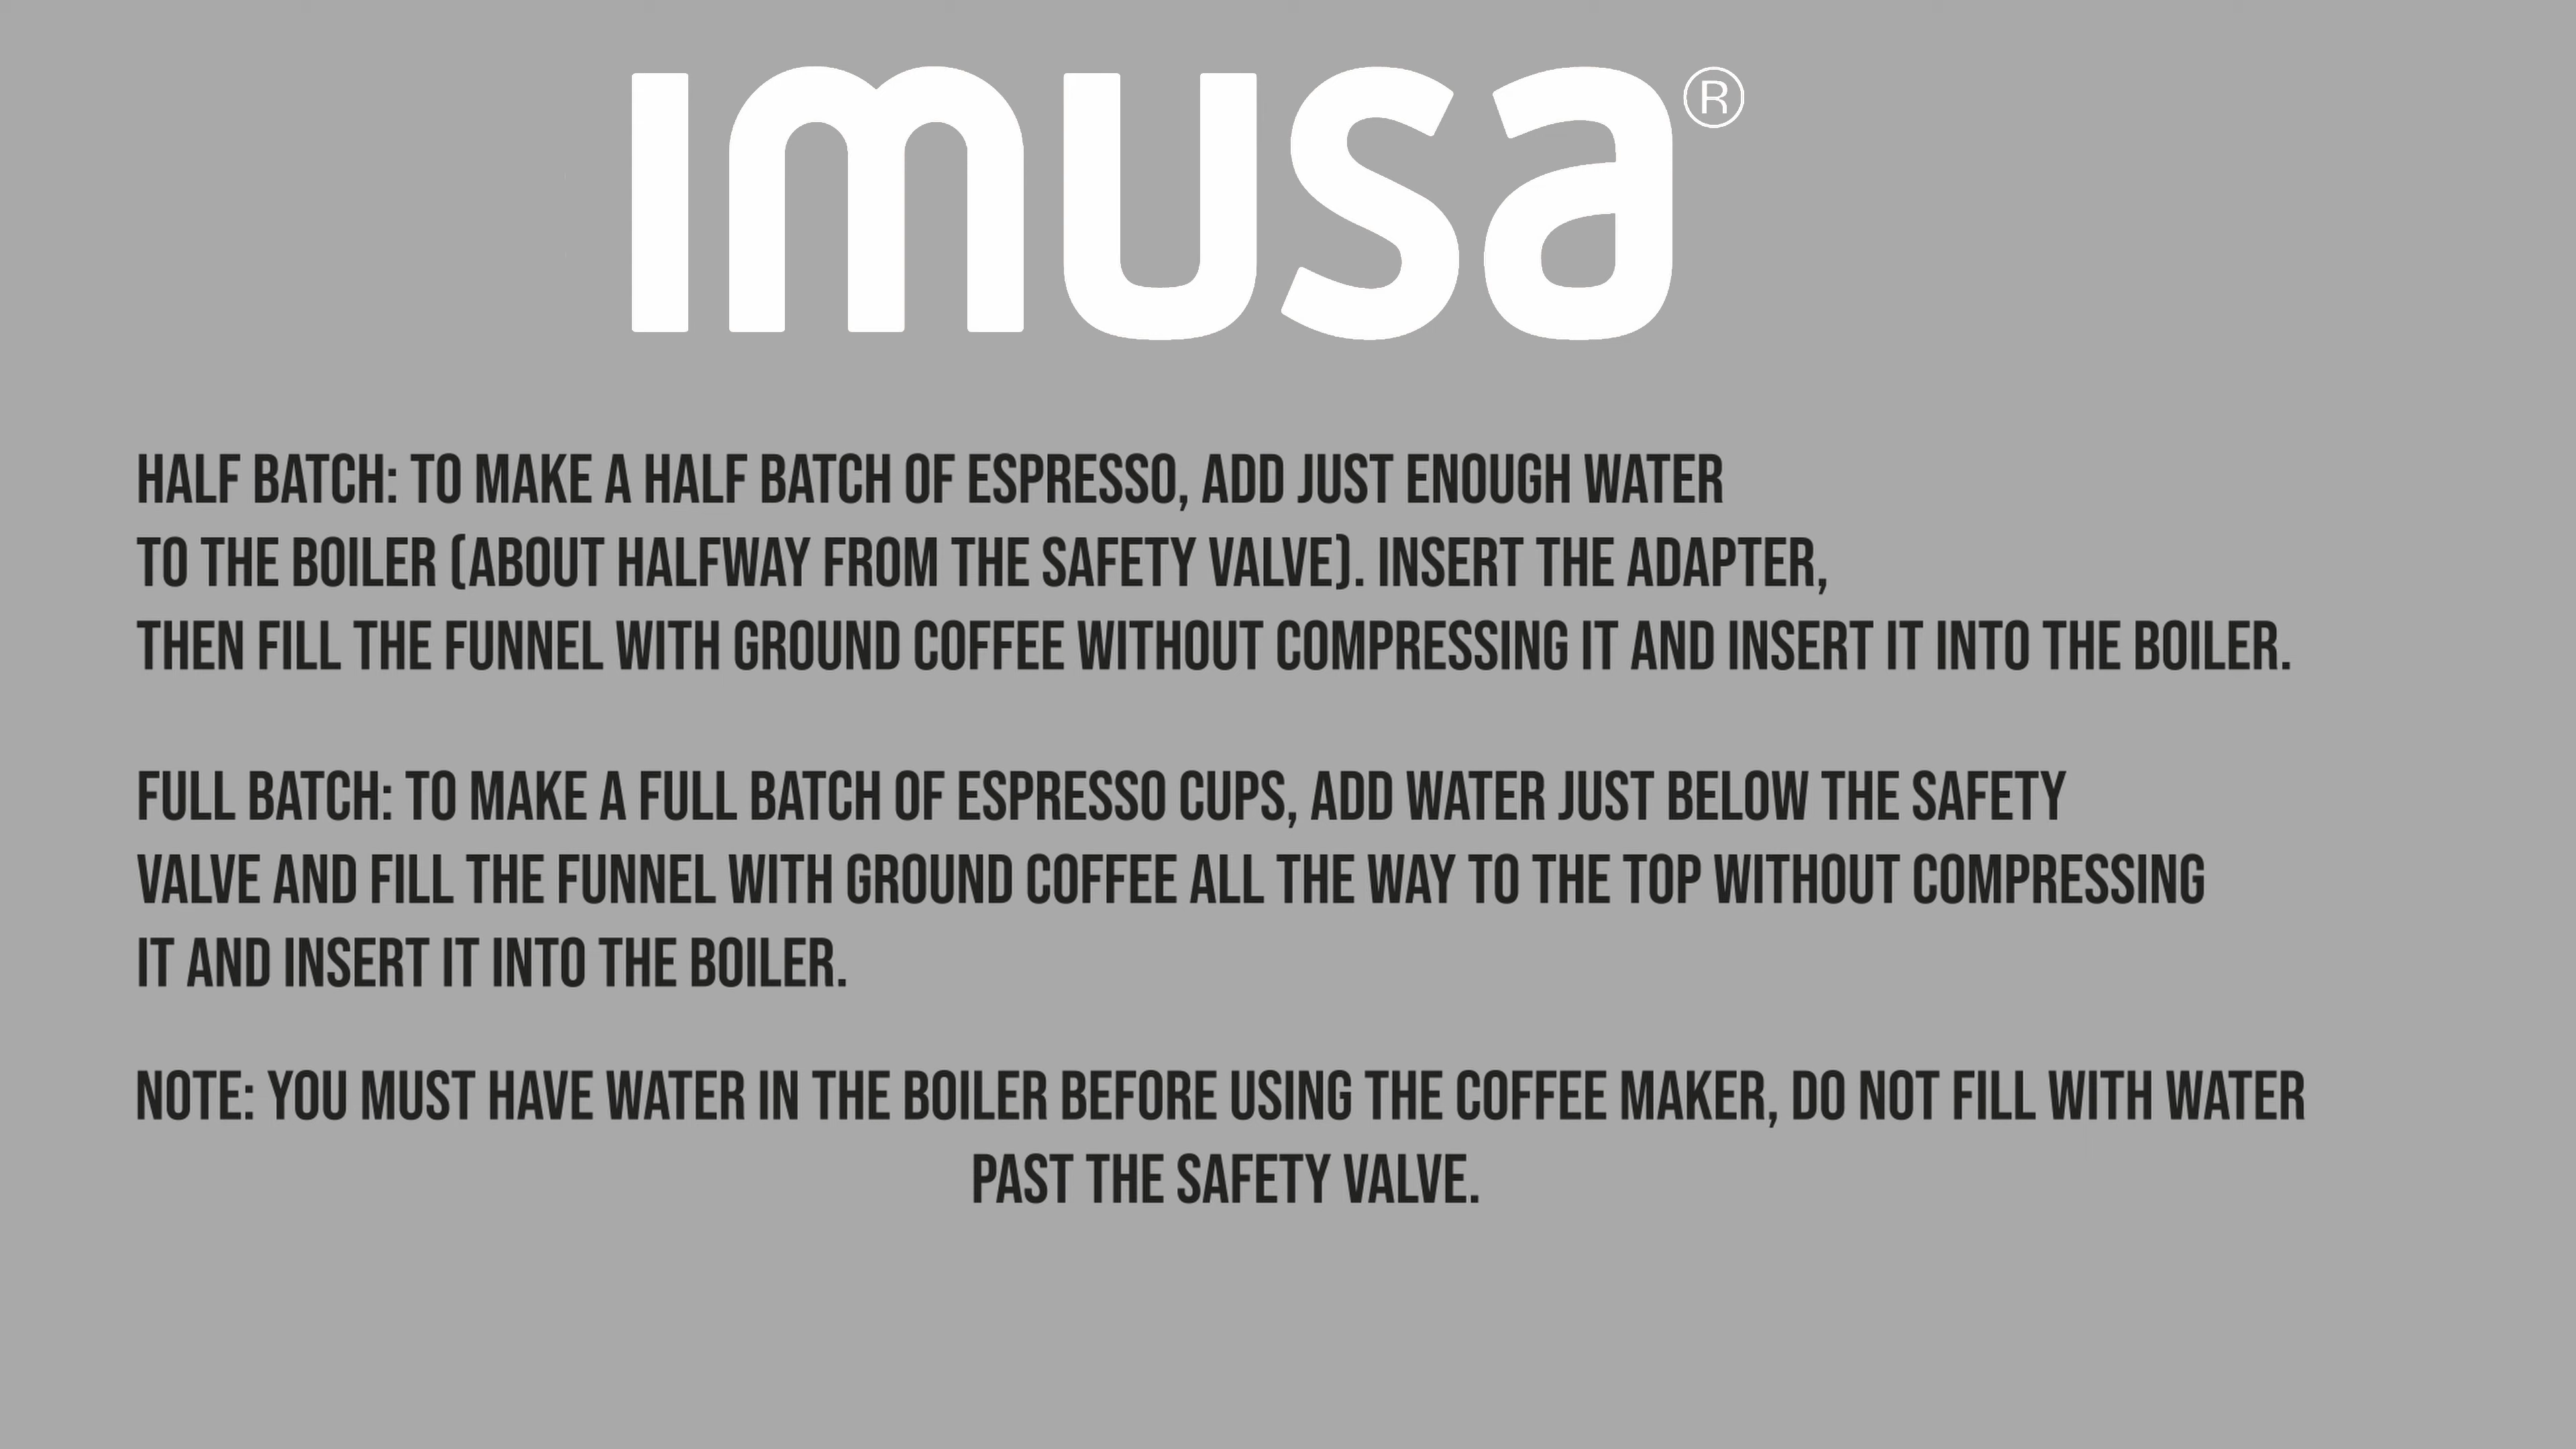 imusa®
HALF BATCH: TO MAKE A HALF BATCH OF ESPRESSO, ADD JUST ENOUGH WATER
TO THE BOILER (ABOUT HALFWAY FROM THE SAFETY VALVE). INSERT THE ADAPTER,
THEN FILL THE FUNNEL WITH GROUND COFFEE WITHOUT COMPRESSING IT AND INSERT IT INTO THE BOILER.
FULL BATCH: TO MAKE A FULL BATCH OF ESPRESSO CUPS, ADD WATER JUST BELOW THE SAFETY
VALVE AND FILL THE FUNNEL WITH GROUND COFFEE ALL THE WAY TO THE TOP WITHOUT COMPRESSING
IT AND INSERT IT INTO THE BOILER.
NOTE: YOU MUST HAVE WATER IN THE BOILER BEFORE USING THE COFFEE MAKER, DO NOT FILL WITH WATER
PAST THE SAFETY VALVE.